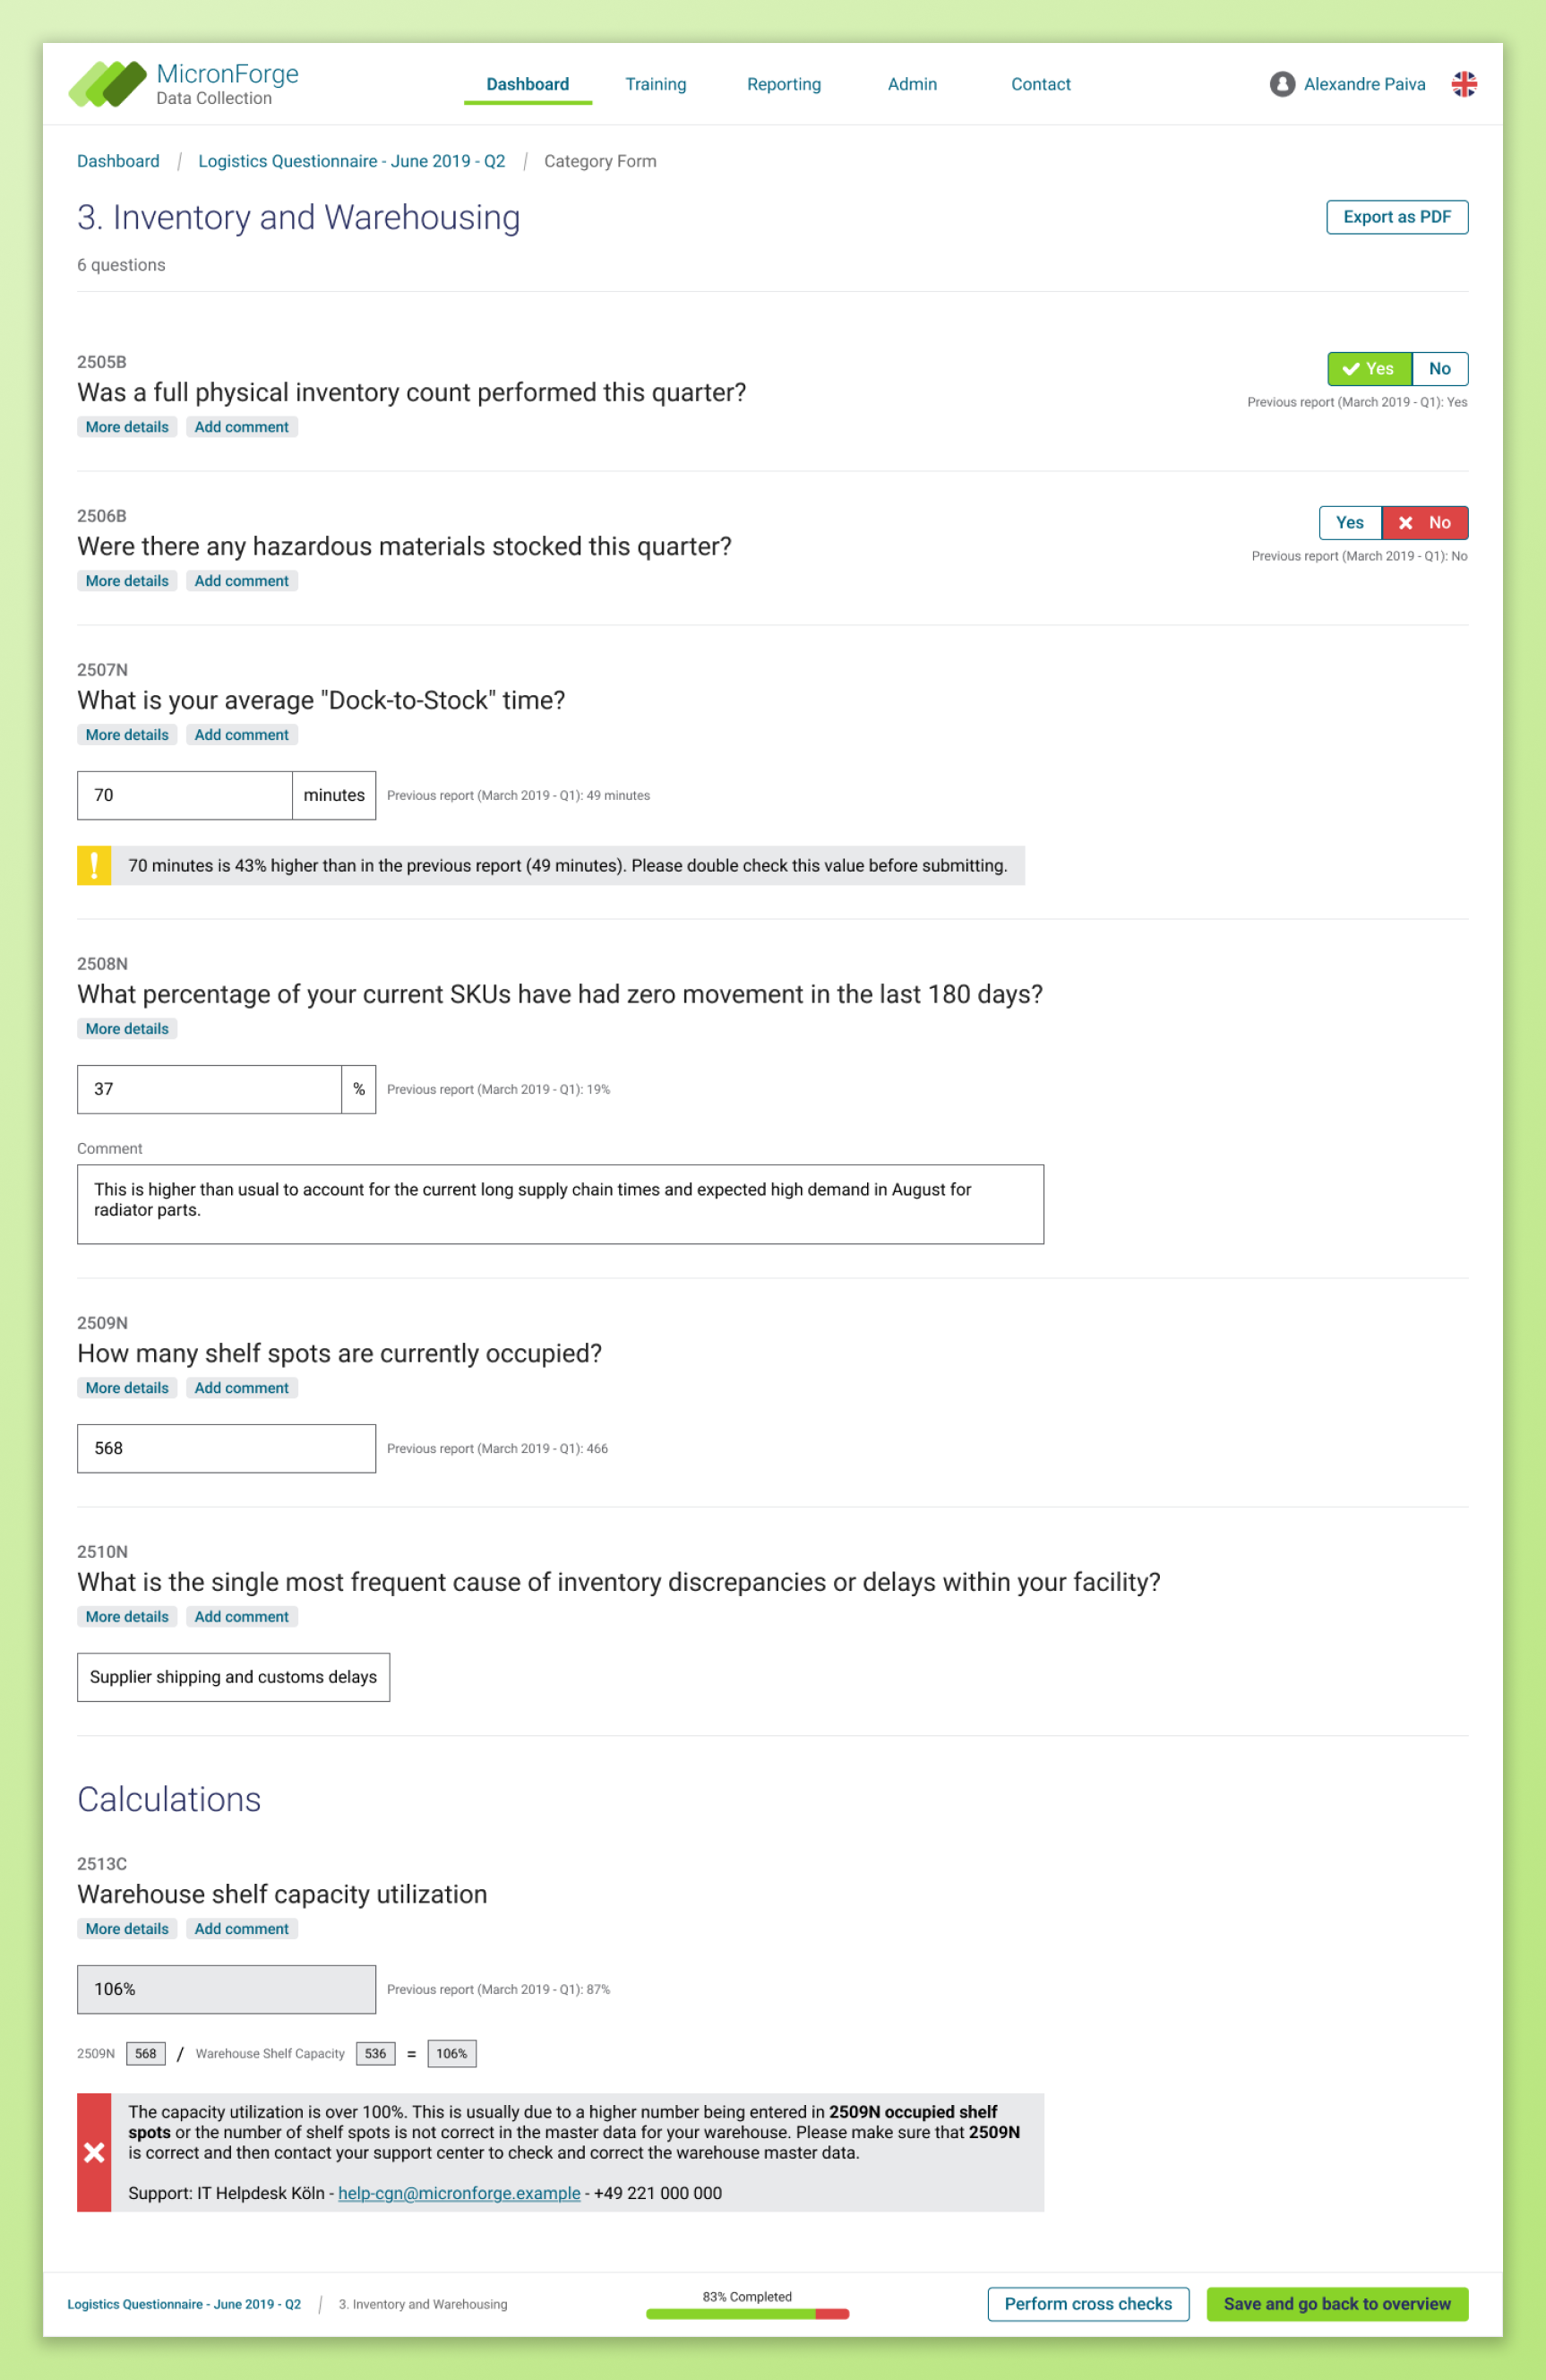 MicronForge
Data Collection
Dashboard
Training
Reporting
Admin
Contact
Alexandre Paiva
Dashboard / Logistics Questionnaire - June 2019 - Q2 / Category Form
3. Inventory and Warehousing
Export as PDF
6 questions
2505B
Was a full physical inventory count performed this quarter?
More details
Add comment
Yes
No
Previous report (March 2019 - Q1): Yes
2506B
Were there any hazardous materials stocked this quarter?
More details
Add comment
Yes
No
Previous report (March 2019 - Q1): No
2507N
What is your average "Dock-to-Stock" time?
More details
Add comment
70
minutes
Previous report (March 2019 - Q1): 49 minutes
70 minutes is 43% higher than in the previous report (49 minutes). Please double check this value before submitting.
2508N
What percentage of your current SKUs have had zero movement in the last 180 days?
More details
37
%
Previous report (March 2019 - Q1): 19%
Comment
This is higher than usual to account for the current long supply chain times and expected high demand in August for
radiator parts.
2509N
How many shelf spots are currently occupied?
More details
Add comment
568
Previous report (March 2019 - Q1): 466
2510N
What is the single most frequent cause of inventory discrepancies or delays within your facility?
More details
Add comment
Supplier shipping and customs delays
Calculations
2513C
Warehouse shelf capacity utilization
More details
Add comment
106%
Previous report (March 2019 - Q1): 87%
2509N 568 / Warehouse Shelf Capacity 536 = 106%
The capacity utilization is over 100%. This is usually due to a higher number being entered in 2509N occupied shelf
spots or the number of shelf spots is not correct in the master data for your warehouse. Please make sure that 2509N
is correct and then contact your support center to check and correct the warehouse master data.
Support: IT Helpdesk Köln - help-cgn@micronforge.example - +49 221 000 000
Logistics Questionnaire - June 2019 - Q2 / 3. Inventory and Warehousing
83% Completed
Perform cross checks
Save and go back to overview